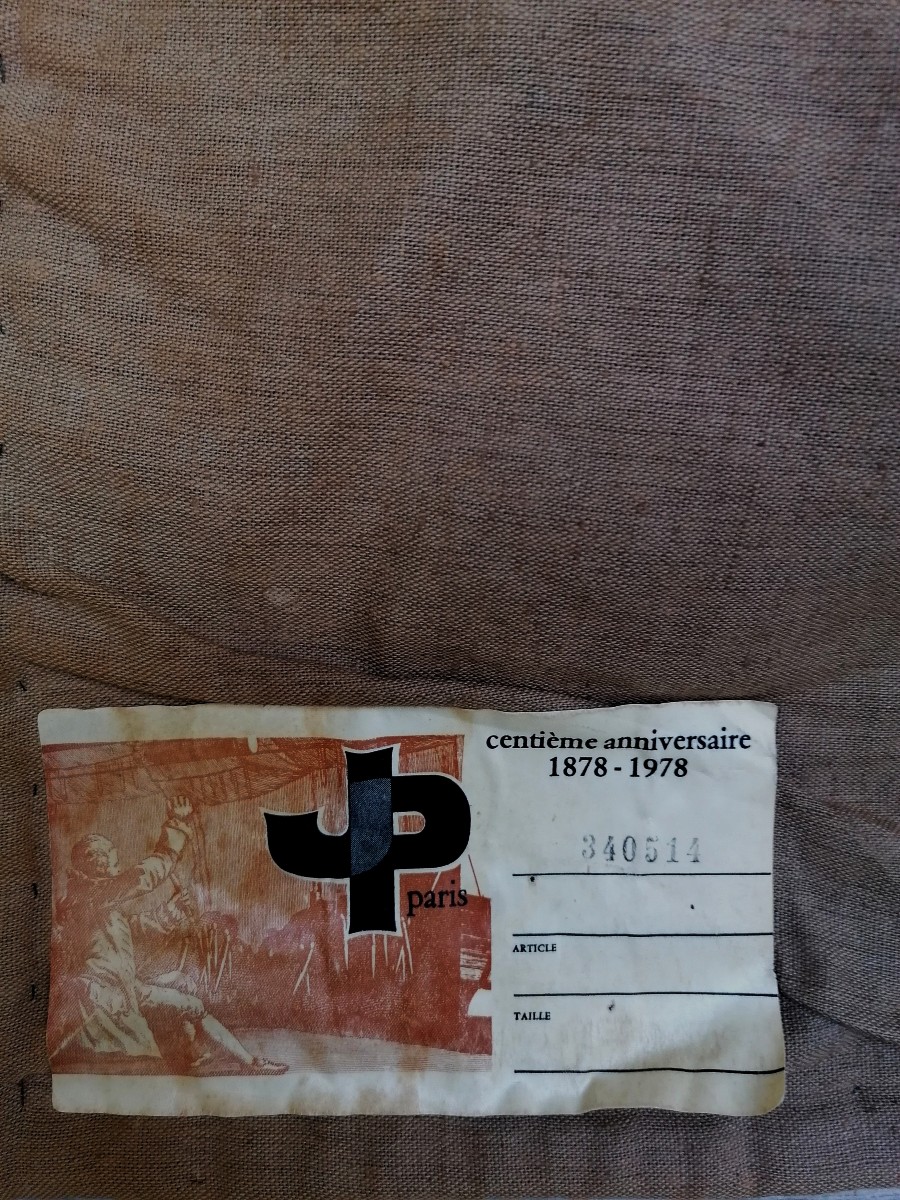 JP
paris
centième anniversaire
1878 - 1978
340514
ARTICLE
TAILLE